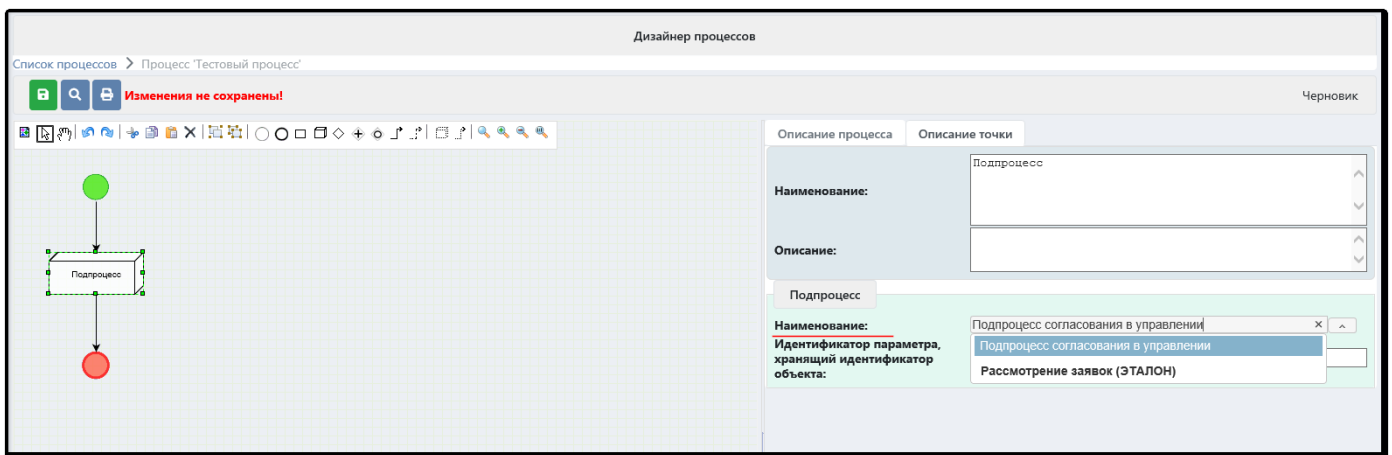 Дизайнер процессов
Список процессов > Процесс 'Тестовый процесс'
Изменения не сохранены!
Черновик
Описание процесса
Описание точки
Наименование:
Подпроцесс
Описание:
Подпроцесс
Подпроцесс
Наименование:
Подпроцесс согласования в управлении
Идентификатор параметра,
хранящий идентификатор
объекта:
Подпроцесс согласования в управлении
Рассмотрение заявок (ЭТАЛОН)